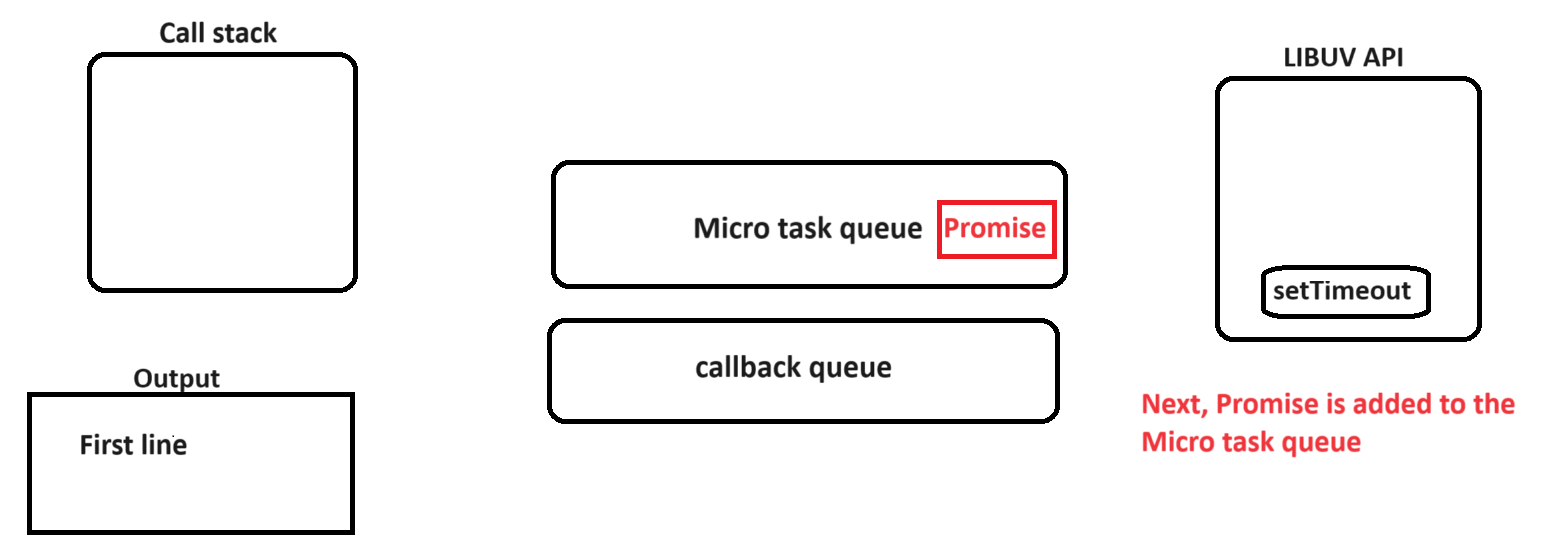 Call stack
LIBUV API
Micro task queue
Promise
setTimeout
callback queue
Output
First line
Next, Promise is added to the
Micro task queue